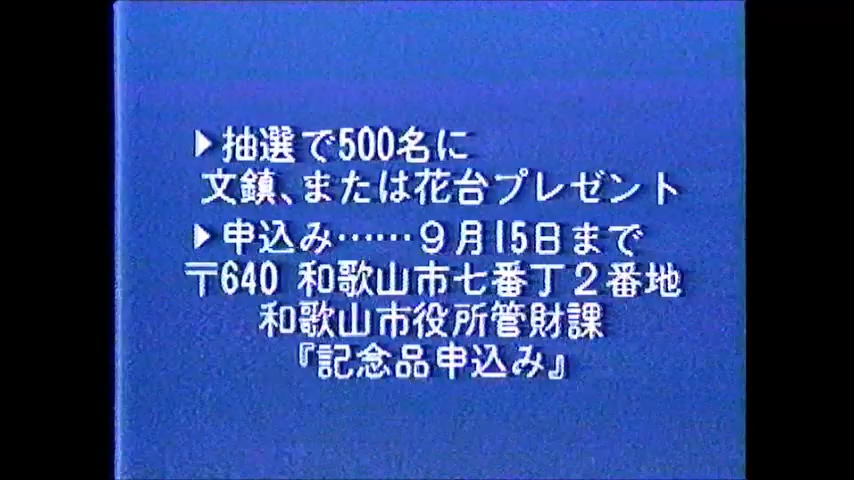 ▶抽選で500名に
文鎮、または花台プレゼント
▶申込み……９月15日まで
〒640 和歌山市七番丁２番地
和歌山市役所管財課
『記念品申込み』